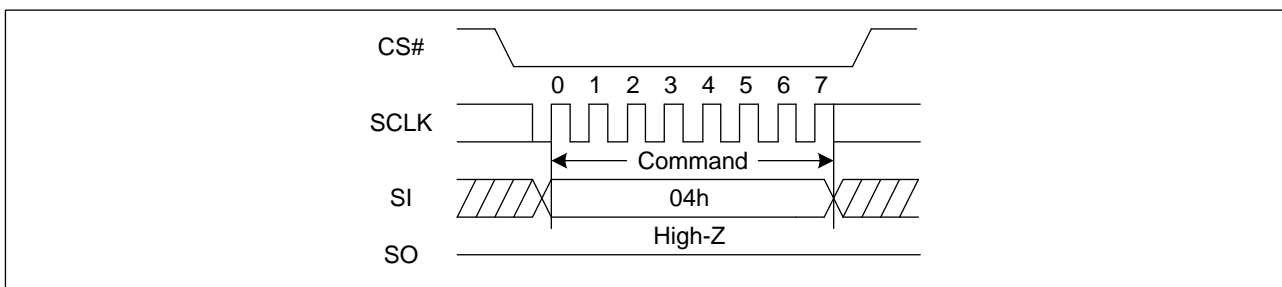 CS#
0 1 2 3 4 5 6 7
SCLK
Command
SI
04h
High-Z
SO